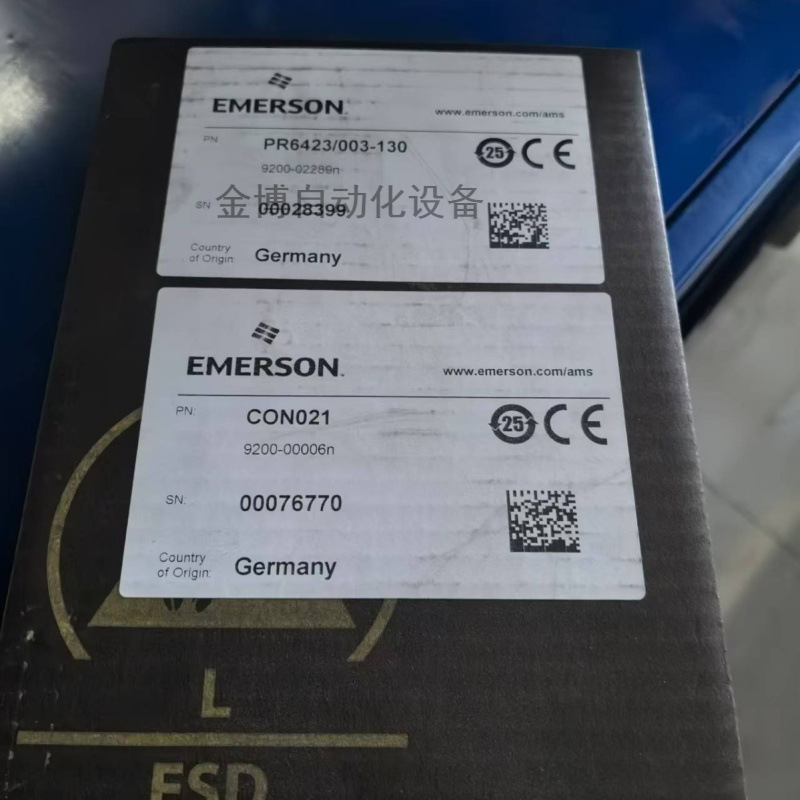 EMERSON.
www.emerson.com/ams
PN
PR6423/003-130
25 CE
9200-02289n
金博自动化设备
SN
00028399
Country
of Origin:
Germany
EMERSON.
www.emerson.com/ams
PN:
CON021
25 CE
9200-00006n
SN:
00076770
Country
of Origin:
Germany
L
ESD